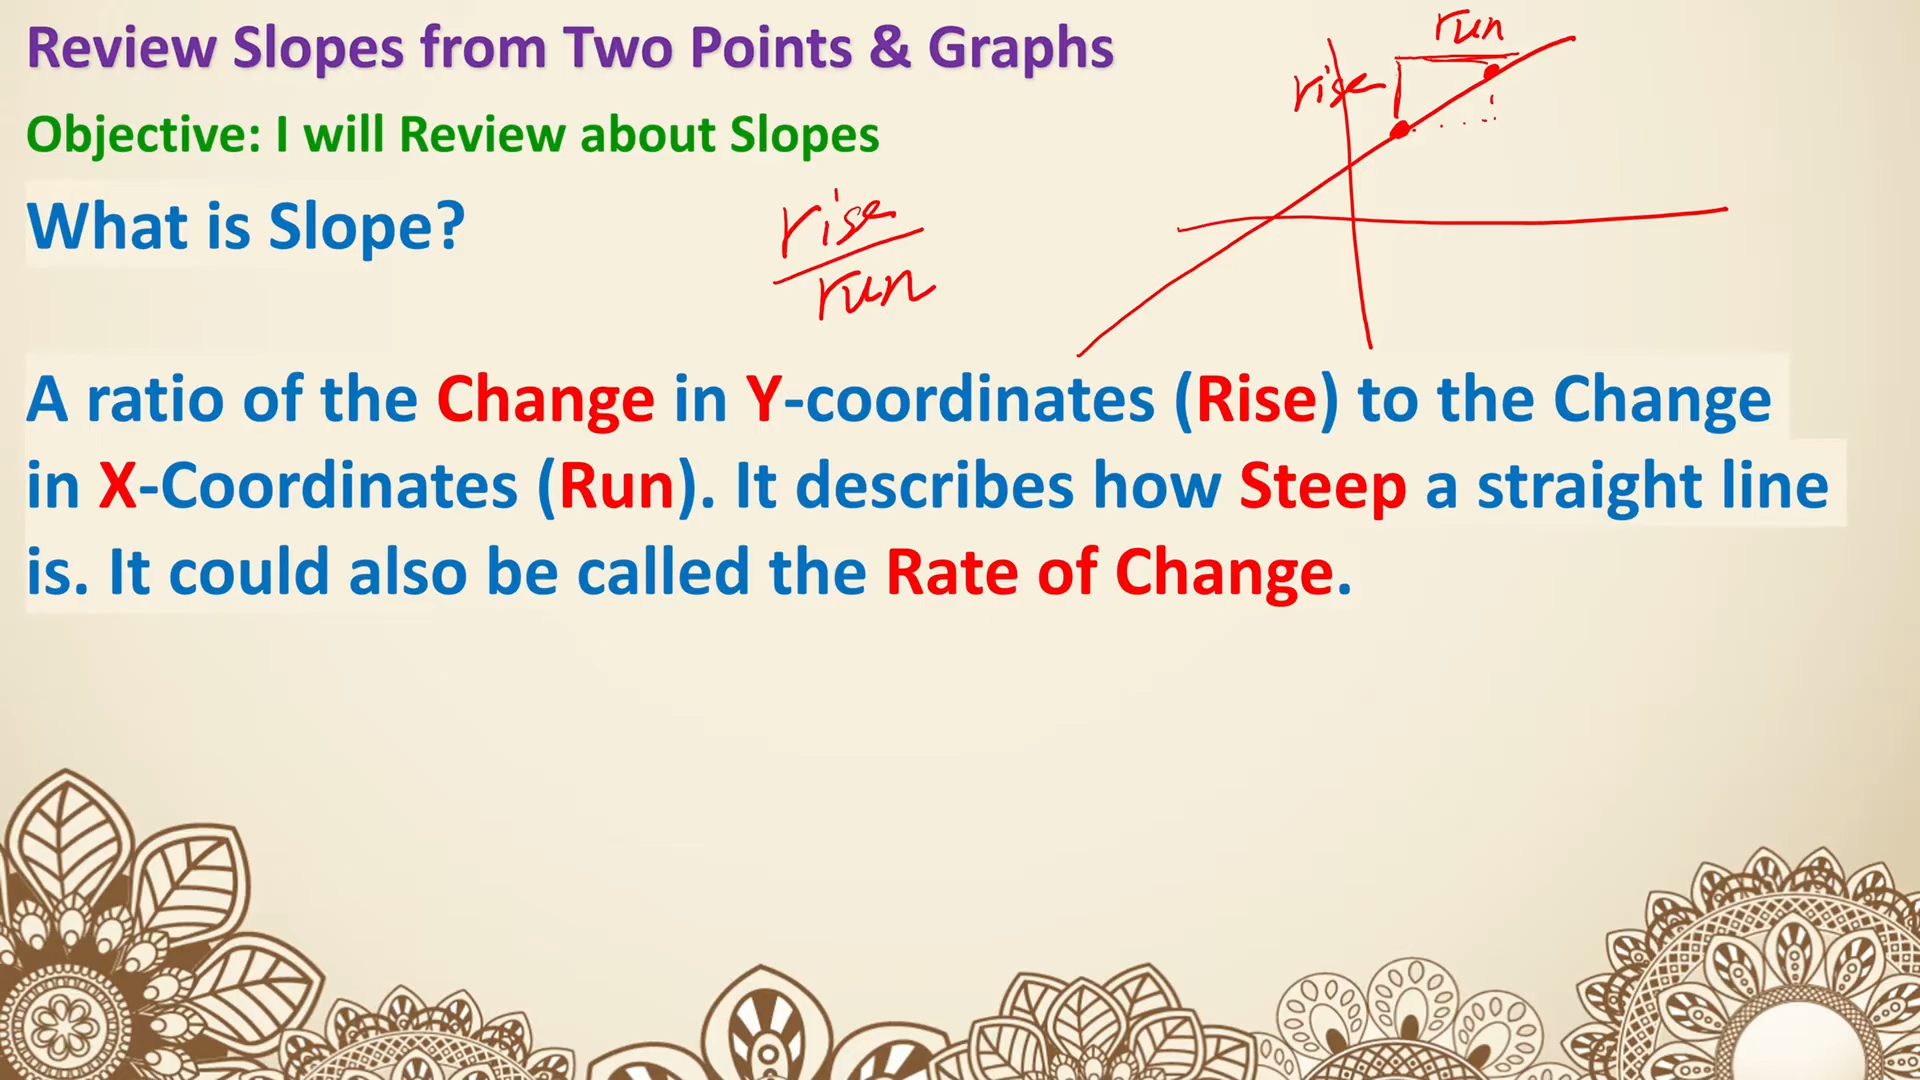 Review Slopes from Two Points & Graphs
run
rise
Objective: I will Review about Slopes
What is Slope?
rise
run
A ratio of the Change in Y-coordinates (Rise) to the Change
in X-Coordinates (Run). It describes how Steep a straight line
is. It could also be called the Rate of Change.